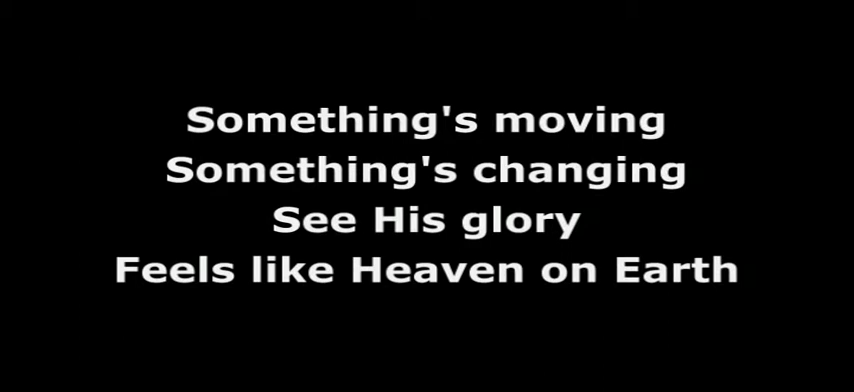 Something's moving
Something's changing
See His glory
Feels like Heaven on Earth